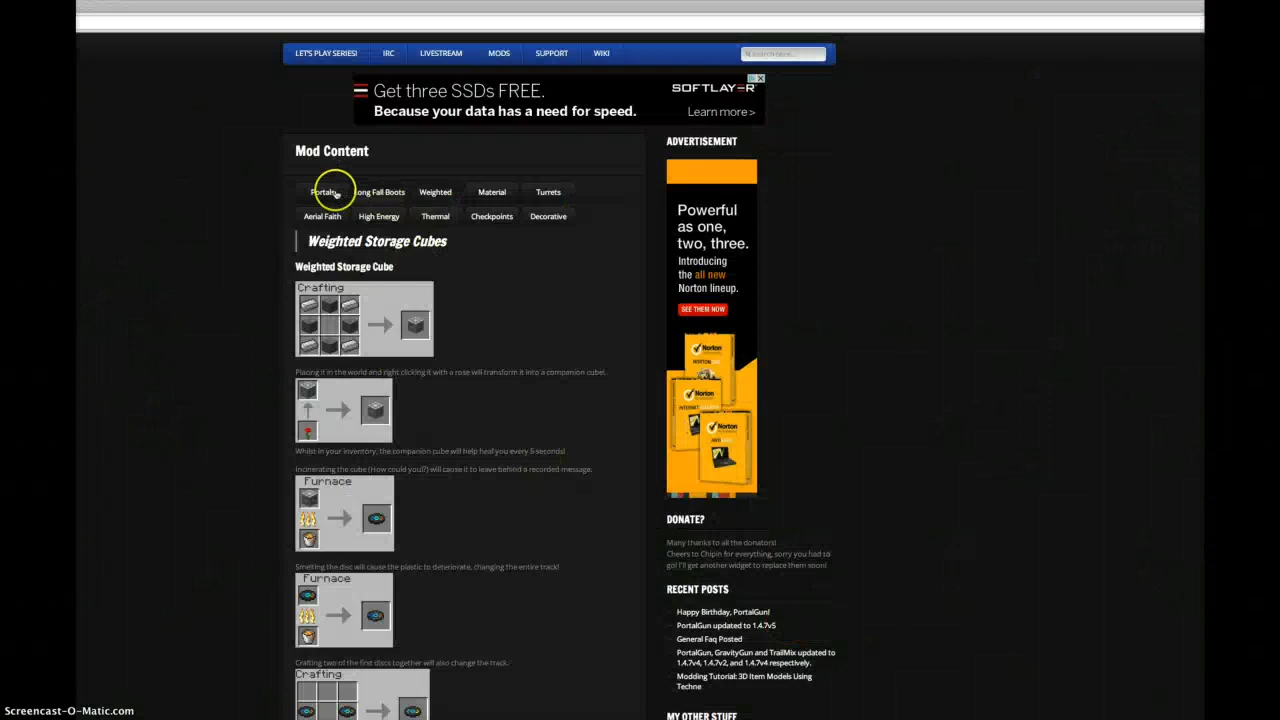 LET'S PLAY SERIES! IRC LIVESTREAM MODS SUPPORT WIKI
Get three SSDs FREE.
Because your data has a need for speed.
SOFTLAYER
Learn more >
Mod Content
Portals ong Fall Boots Weighted Material Turrets
Aerial Faith High Energy Thermal Checkpoints Decorative
Weighted Storage Cubes
Weighted Storage Cube
Crafting
Placing it in the world and right clicking it with a rose will transform it into a companion cube!
Whilst in your inventory, the companion cube will help heal you every 5 seconds!
Incinerating the cube (How could you?) will cause it to leave behind a recorded message.
Furnace
Smelting the disc will cause the plastic to deteriorate, changing the entire track!
Furnace
Crafting two of the first discs together will also change the track.
Crafting
ADVERTISEMENT
Powerful
as one,
two, three.
Introducing
the all new
Norton lineup.
SEE THEM NOW
Norton
Norton
Norton
DONATE?
Many thanks to all the donators!
Cheers to Chipin for everything, sorry you had to
go! I'll get another widget to replace them soon!
RECENT POSTS
Happy Birthday, PortalGun!
PortalGun updated to 1.4.7v5
General Faq Posted
PortalGun, GravityGun and TrailMix updated to
1.4.7v4, 1.4.7v2, and 1.4.7v4 respectively.
Modding Tutorial: 3D Item Models Using
Techne
MY OTHER STUFF
Screencast-O-Matic.com